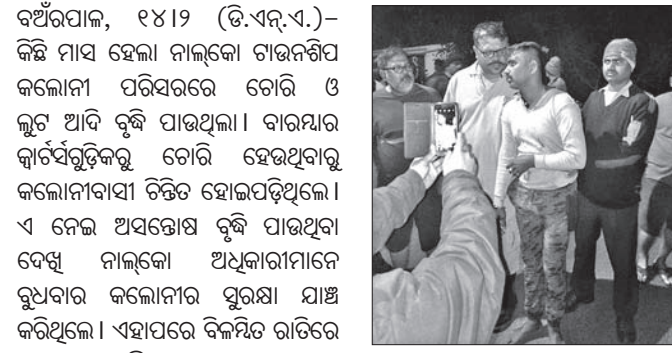 ବଅଁରପାଳ, ୧୪।୨ (ଡି.ଏନ୍.ଏ.)–
କିଛି ମାସ ହେଲା ନାଲ୍‌କୋ ଟାଉନଶିପ
କଲୋନୀ ପରିସରରେ ଚୋରି ଓ
ଲୁଟ ଆଦି ବୃଦ୍ଧି ପାଉଥିଲା। ବାରମ୍ବାର
କ୍ୱାର୍ଟର୍ସଗୁଡ଼ିକରୁ ଚୋରି ହେଉଥିବାରୁ
କଲୋନୀବାସୀ ଚିନ୍ତିତ ହୋଇପଡ଼ିଥିଲେ।
ଏ ନେଇ ଅସନ୍ତୋଷ ବୃଦ୍ଧି ପାଉଥିବା
ଦେଖି ନାଲ୍‌କୋ ଅଧିକାରୀମାନେ
ବୁଧବାର କଲୋନୀର ସୁରକ୍ଷା ଯାଞ୍ଚ
କରିଥିଲେ। ଏହାପରେ ବିଳମ୍ବିତ ରାତିରେ